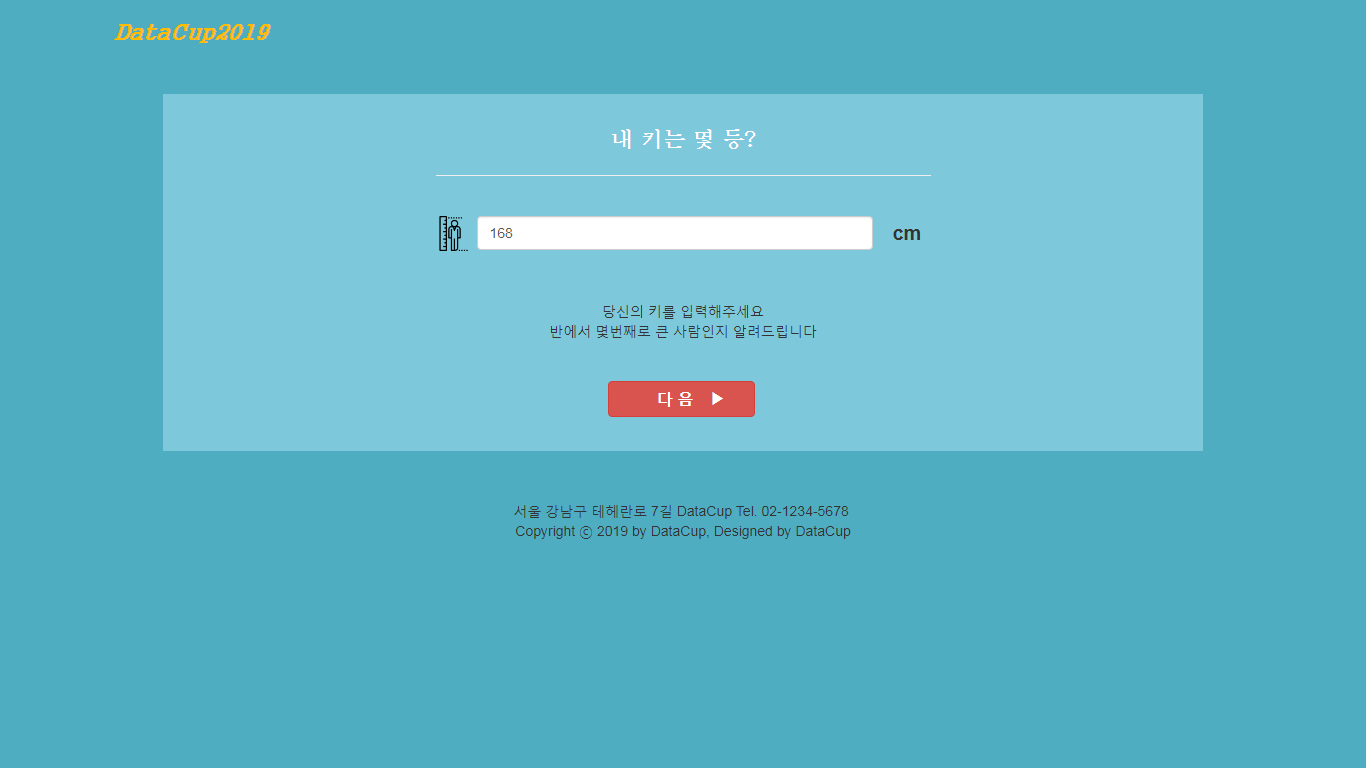 DataCup2019
내 키는 몇 등?
168 cm
당신의 키를 입력해주세요
반에서 몇번째로 큰 사람인지 알려드립니다
다음 ▶
서울 강남구 테헤란로 7길 DataCup Tel. 02-1234-5678
Copyright ⓒ 2019 by DataCup, Designed by DataCup